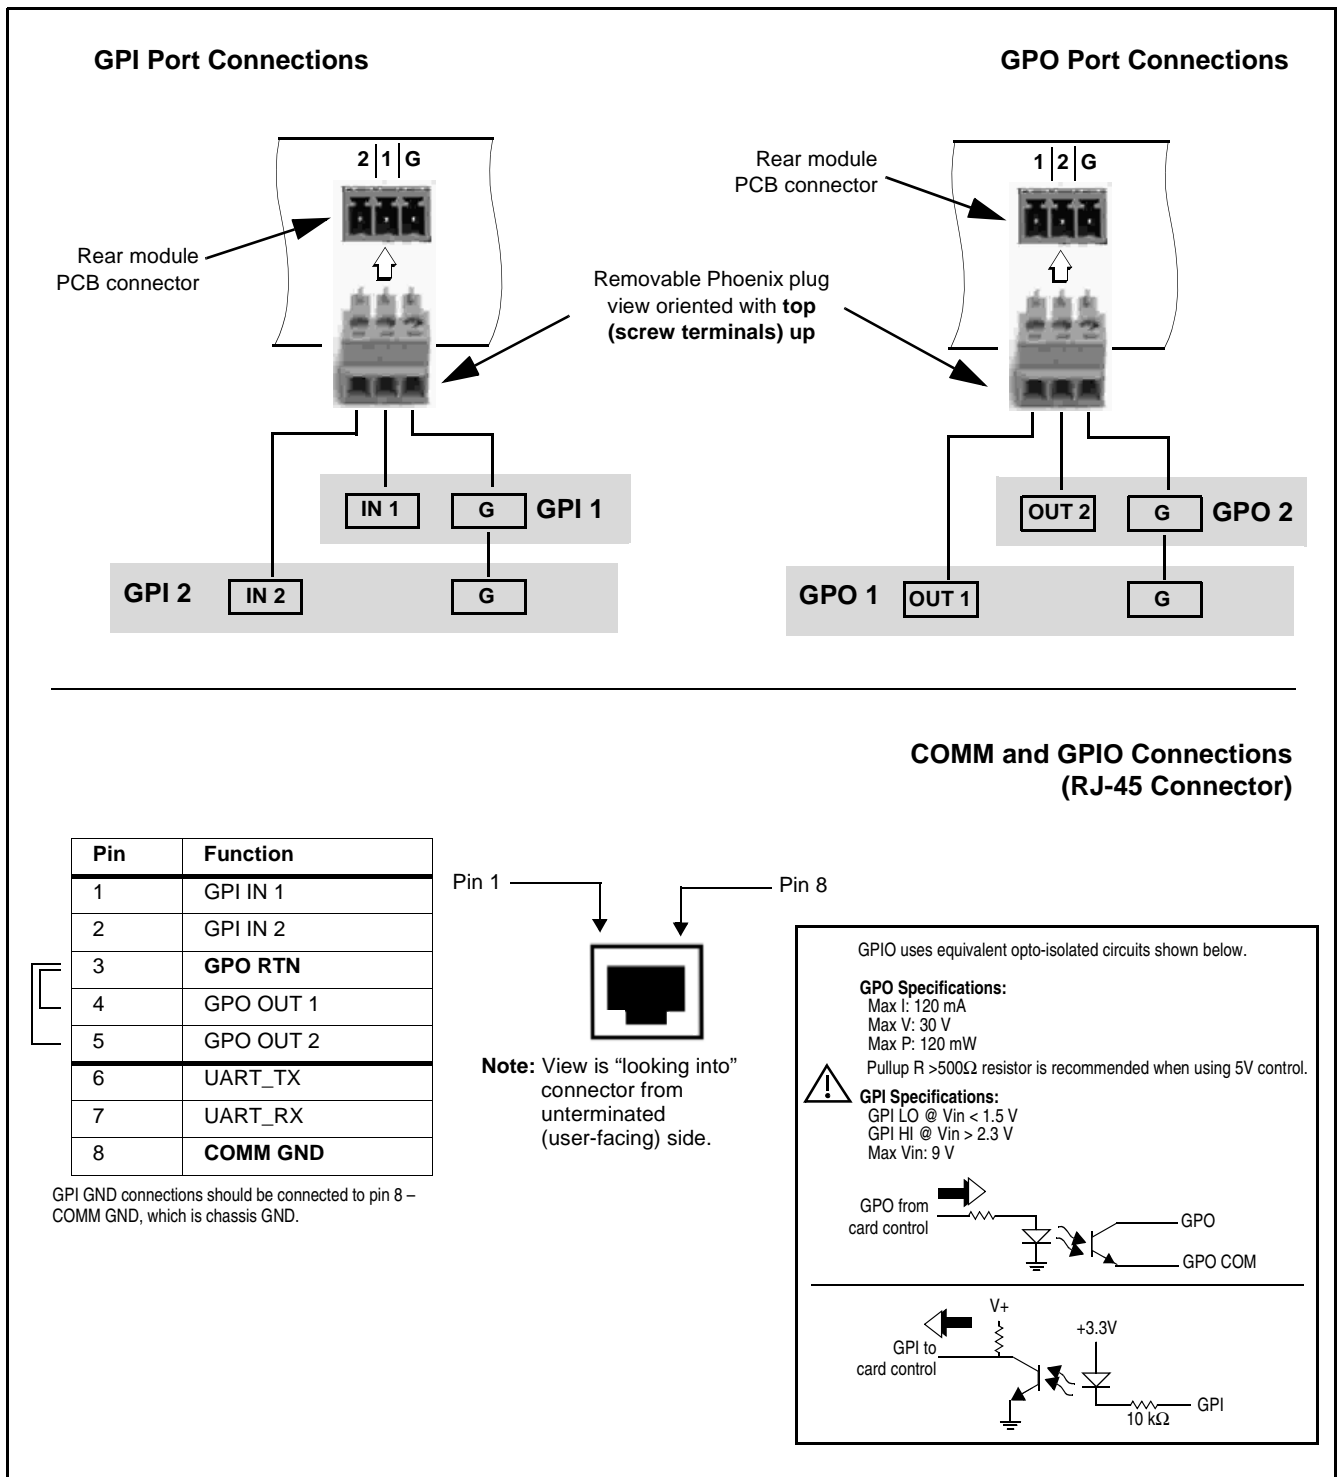 GPI Port Connections
GPO Port Connections
2 1 G
Rear module
PCB connector
1 2 G
Rear module
PCB connector
Removable Phoenix plug
view oriented with top
(screw terminals) up
IN 1
G
GPI 1
GPI 2
IN 2
G
OUT 2
G
GPO 2
GPO 1
OUT 1
G
COMM and GPIO Connections
(RJ-45 Connector)
Pin Function
1 GPI IN 1
2 GPI IN 2
3 GPO RTN
4 GPO OUT 1
5 GPO OUT 2
6 UART_TX
7 UART_RX
8 COMM GND
GPI GND connections should be connected to pin 8 –
COMM GND, which is chassis GND.
Pin 1
Pin 8
Note: View is “looking into”
connector from
unterminated
(user-facing) side.
GPIO uses equivalent opto-isolated circuits shown below.
GPO Specifications:
Max I: 120 mA
Max V: 30 V
Max P: 120 mW
Pullup R >500Ω resistor is recommended when using 5V control.
GPI Specifications:
GPI LO @ Vin < 1.5 V
GPI HI @ Vin > 2.3 V
Max Vin: 9 V
GPO from
card control
GPO
GPO COM
V+
+3.3V
GPI to
card control
GPI
10 kΩ